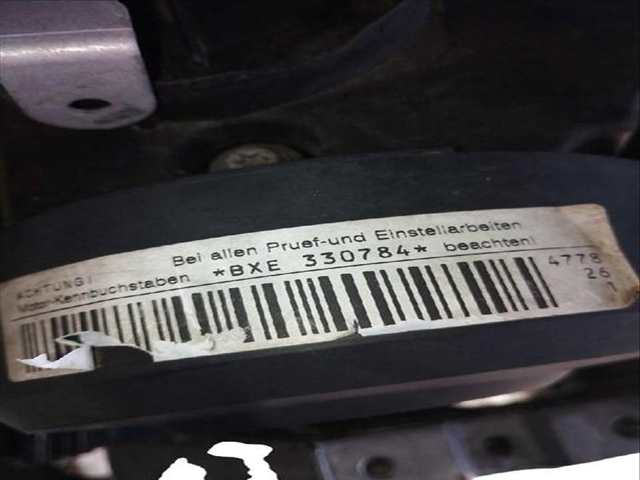 ACHTUNG! Bei allen Pruef-und Einstellarbeiten
Motor-Kennbuchstaben *BXE 330784* beachten!
4778
26
1